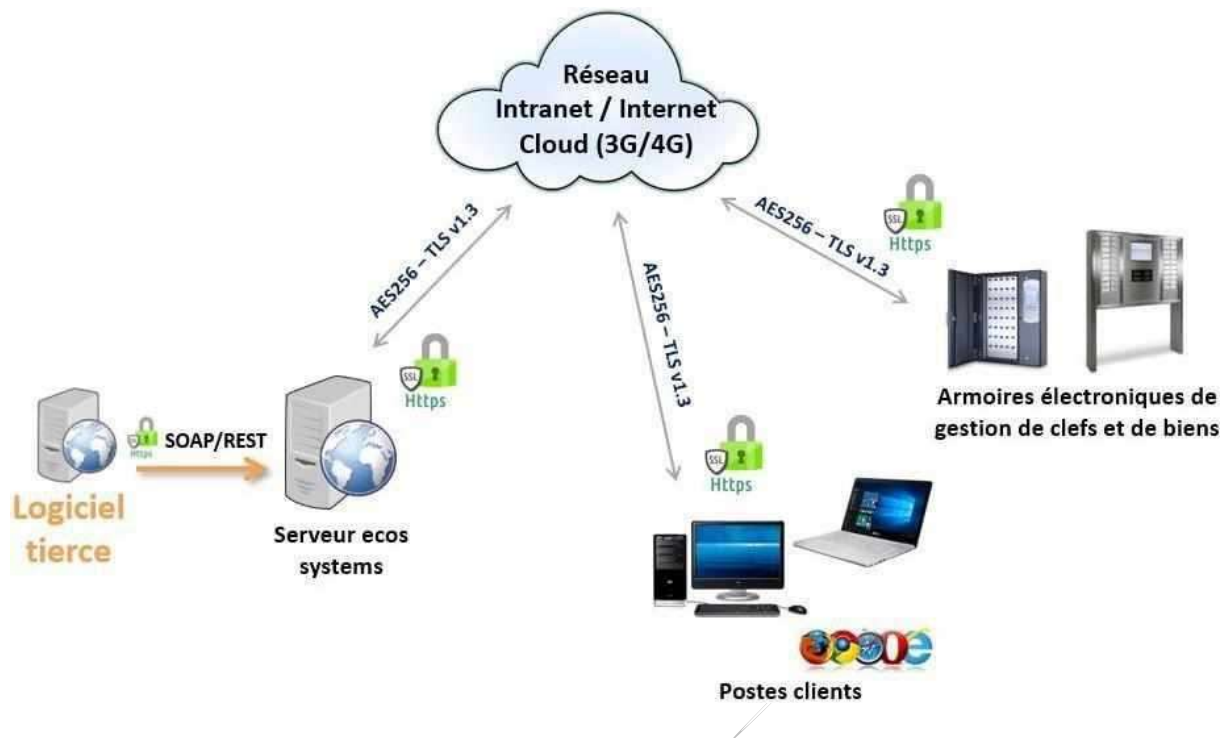 Réseau
Intranet / Internet
Cloud (3G/4G)
AES256 – TLS v1.3
SSL
Https
AES256 – TLS v1.3
SSL
Https
AES256 – TLS v1.3
SSL
Https
Armoires électroniques de
gestion de clefs et de biens
SSL
Https
SOAP/REST
Logiciel
tierce
Serveur ecos
systems
Postes clients